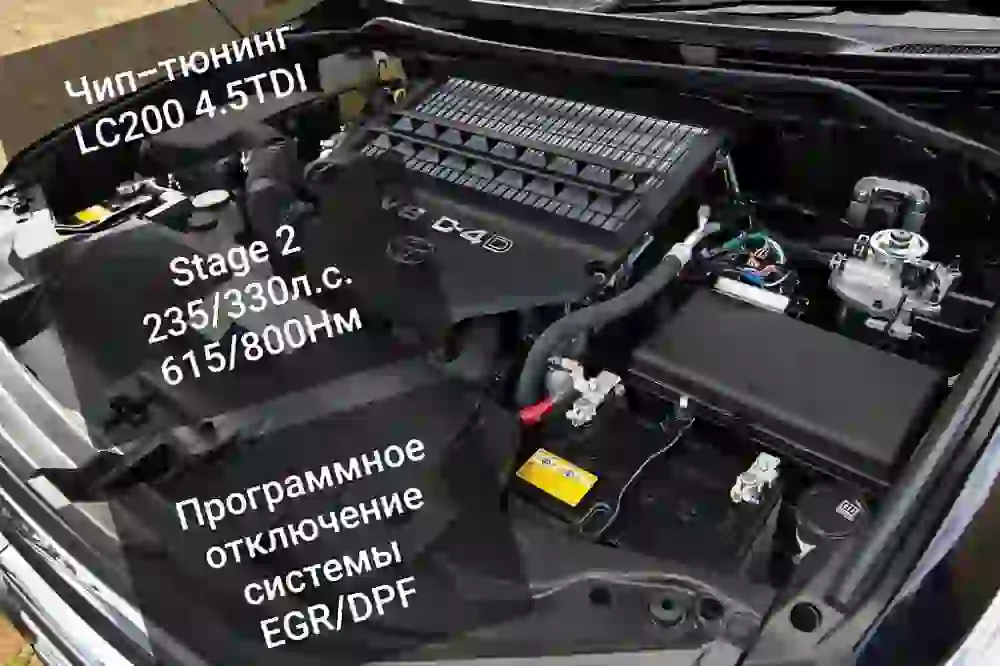 Чип-тюнинг
LC200 4.5TDI
V8 D-4D
Stage 2
235/330л.с.
615/800Нм
Программное
отключение
системы
EGR/DPF